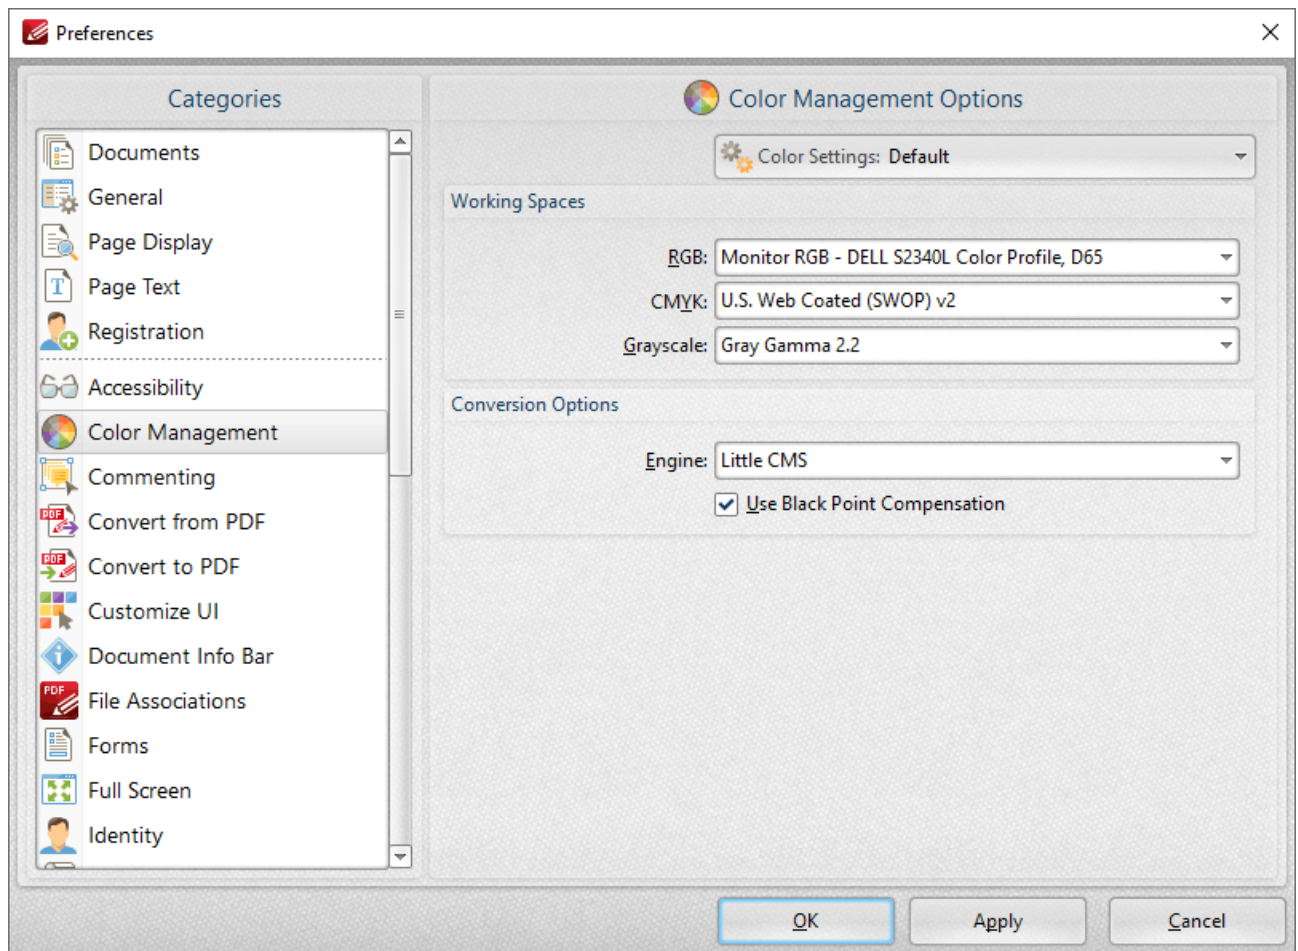 Preferences
Categories
Documents
General
Page Display
Page Text
Registration
Accessibility
Color Management
Commenting
PDF
Convert from PDF
PDF
Convert to PDF
Customize UI
Document Info Bar
PDF
File Associations
Forms
Full Screen
Identity
Color Management Options
Color Settings: Default
Working Spaces
RGB: Monitor RGB - DELL S2340L Color Profile, D65
CMYK: U.S. Web Coated (SWOP) v2
Grayscale: Gray Gamma 2.2
Conversion Options
Engine: Little CMS
Use Black Point Compensation
OK Apply Cancel